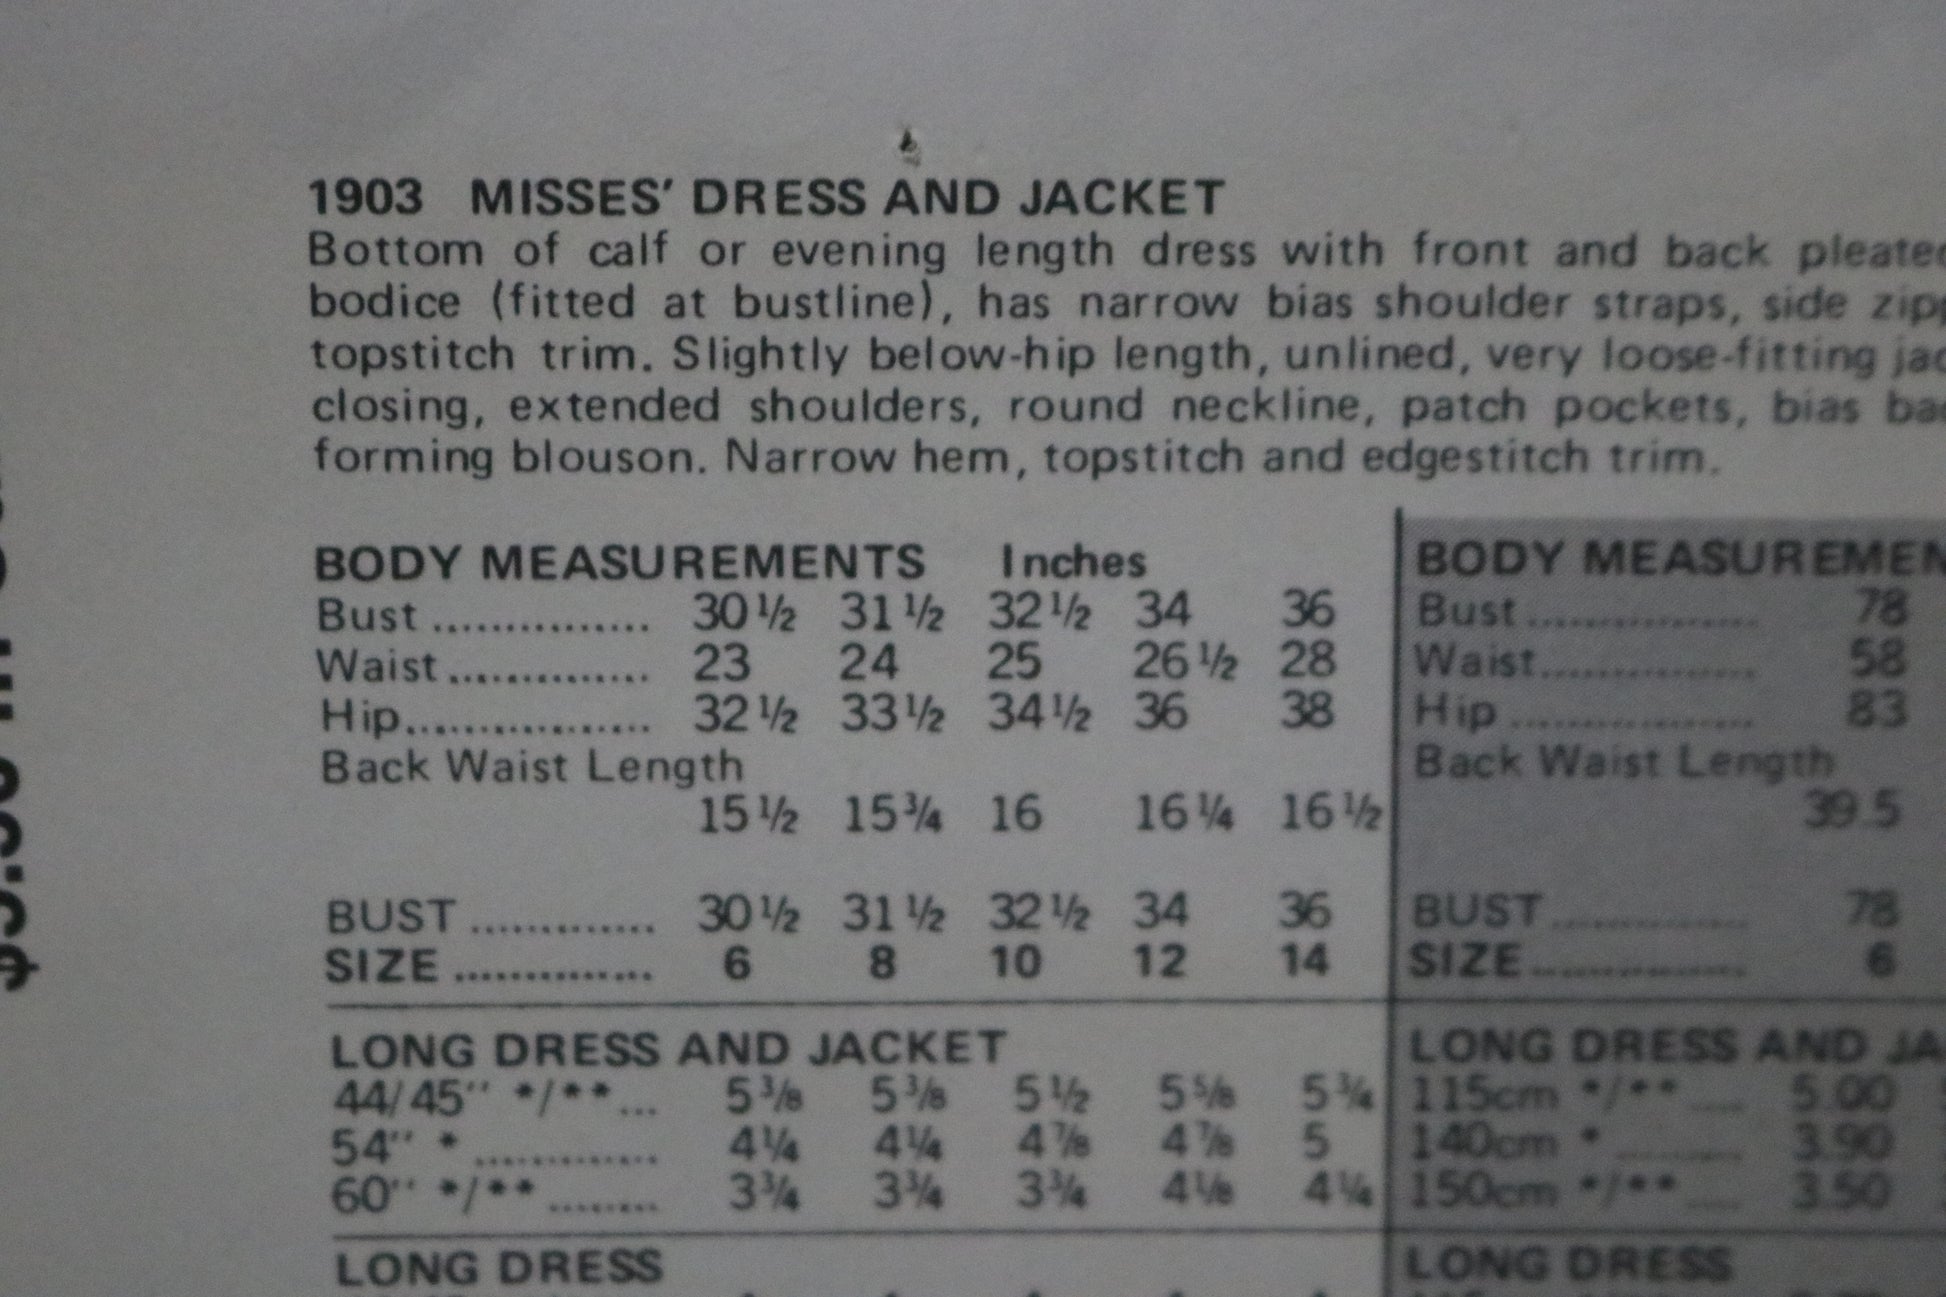 1903 MISSES' DRESS AND JACKET
Bottom of calf or evening length dress with front and back
bodice (fitted at bustline), has narrow bias shoulder straps, side
topstitch trim. Slightly below-hip length, unlined, very loose-fitting
closing, extended shoulders, round neckline, patch pockets, bias
forming blouson. Narrow hem, topstitch and edgestitch trim.
BODY MEASUREMENTS Inches
Bust ............... 30½ 31½ 32½ 34 36
Waist .............. 23 24 25 26½ 28
Hip................. 32½ 33½ 34½ 36 38
Back Waist Length
15½ 15¾ 16 16¼ 16½
BUST ............. 30½ 31½ 32½ 34 36
SIZE .............. 6 8 10 12 14
LONG DRESS AND JACKET
44/45'' */**... 5⅜ 5⅜ 5½ 5⅝ 5¾
54'' * ............. 4¼ 4¼ 4⅞ 4⅞ 5
60'' */** ........ 3¾ 3¾ 3¾ 4⅛ 4¼
LONG DRESS
BODY
Bust ................ 78
Waist............... 58
Hip ................. 83
Back Waist Length
39.5
BUST .............. 78
SIZE ............... 6
LONG DRESS AND
115cm */** .... 5.00
140cm * ......... 3.90
150cm */** .... 3.50
LONG DRESS